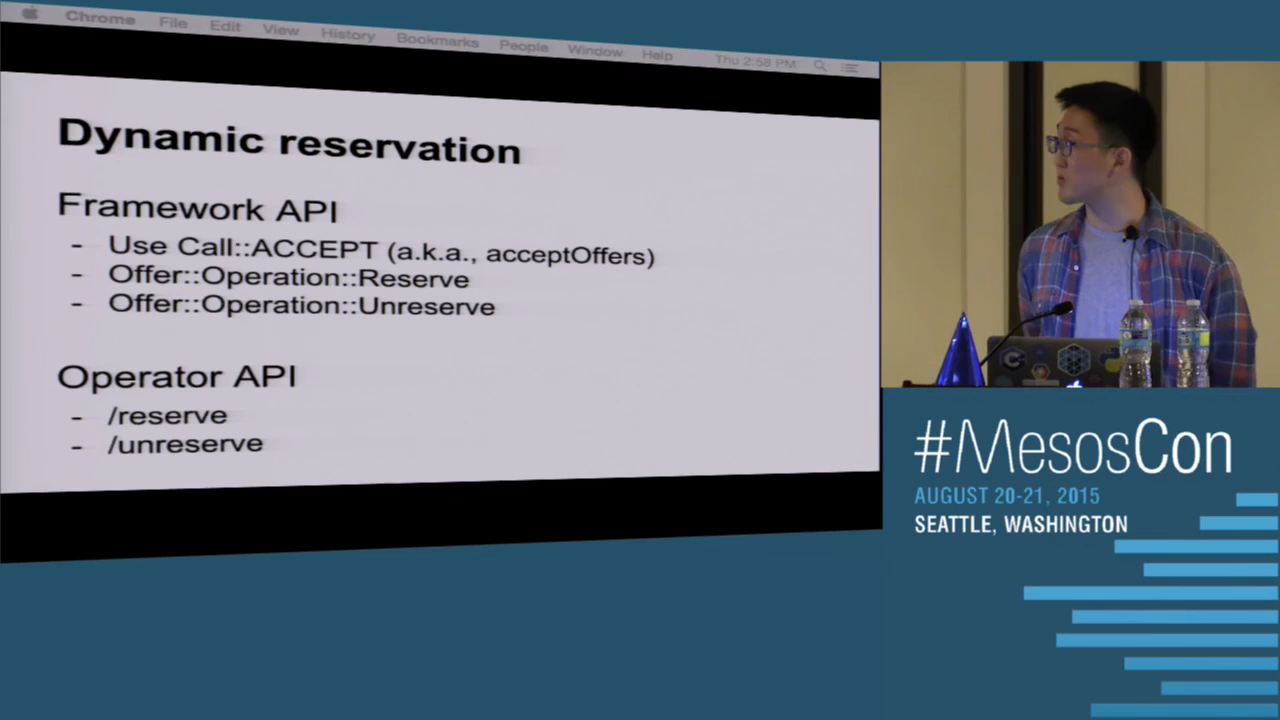 Chrome File Edit View History Bookmarks People Window Help Thu 2:58 PM
Dynamic reservation
Framework API
- Use Call::ACCEPT (a.k.a., acceptOffers)
- Offer::Operation::Reserve
- Offer::Operation::Unreserve
Operator API
- /reserve
- /unreserve
#MesosCon
AUGUST 20-21, 2015
SEATTLE, WASHINGTON